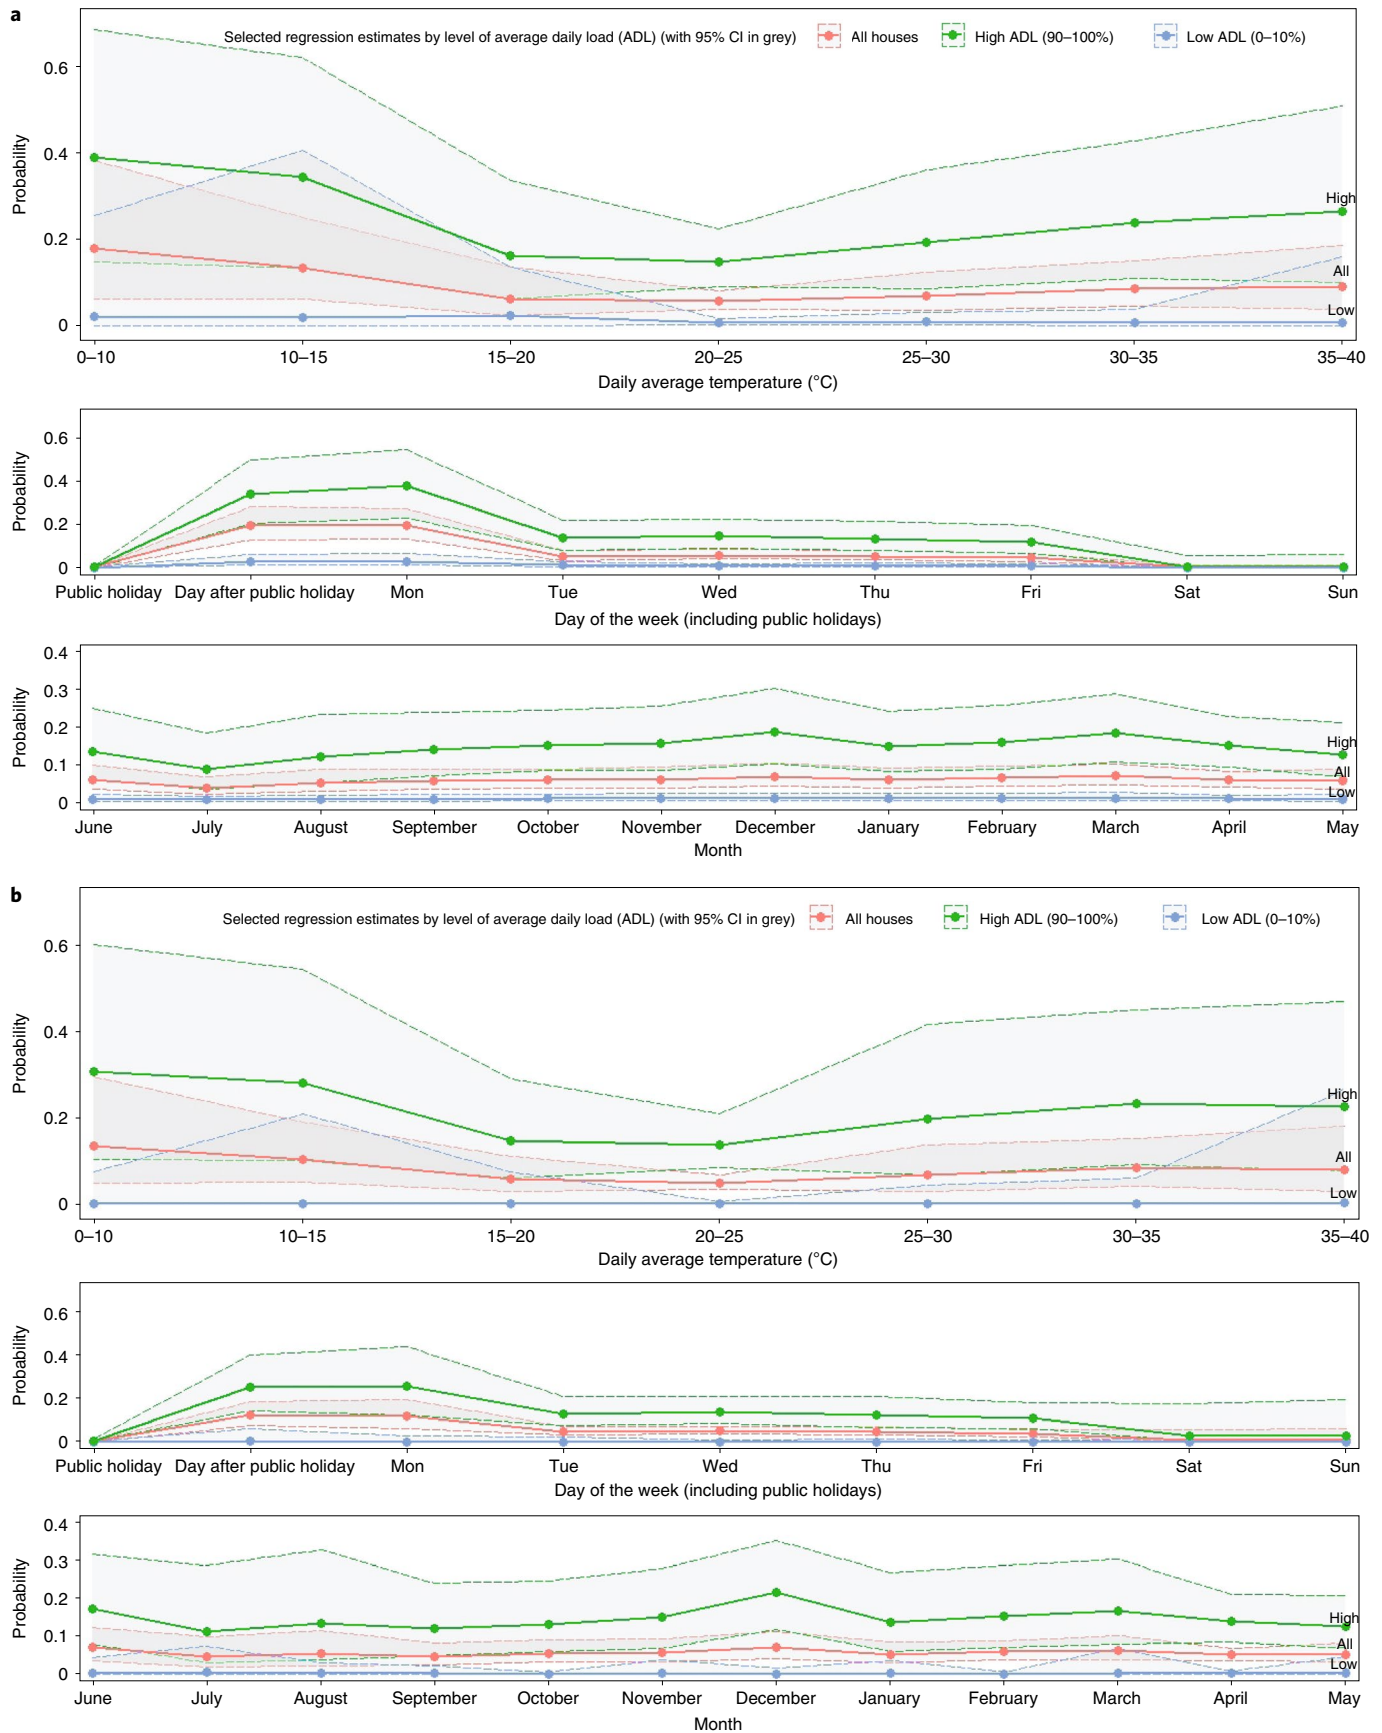 a
Selected regression estimates by level of average daily load (ADL) (with 95% CI in grey) All houses High ADL (90–100%) Low ADL (0–10%)
Probability
0.6
0.4
0.2
0
High
All
Low
0–10 10–15 15–20 20–25 25–30 30–35 35–40
Daily average temperature (°C)
Probability
0.6
0.4
0.2
0
Public holiday Day after public holiday Mon Tue Wed Thu Fri Sat Sun
Day of the week (including public holidays)
Probability
0.4
0.3
0.2
0.1
0
High
All
Low
June July August September October November December January February March April May
Month
b
Selected regression estimates by level of average daily load (ADL) (with 95% CI in grey) All houses High ADL (90–100%) Low ADL (0–10%)
Probability
0.6
0.4
0.2
0
High
All
Low
0–10 10–15 15–20 20–25 25–30 30–35 35–40
Daily average temperature (°C)
Probability
0.6
0.4
0.2
0
Public holiday Day after public holiday Mon Tue Wed Thu Fri Sat Sun
Day of the week (including public holidays)
Probability
0.4
0.3
0.2
0.1
0
High
All
Low
June July August September October November December January February March April May
Month